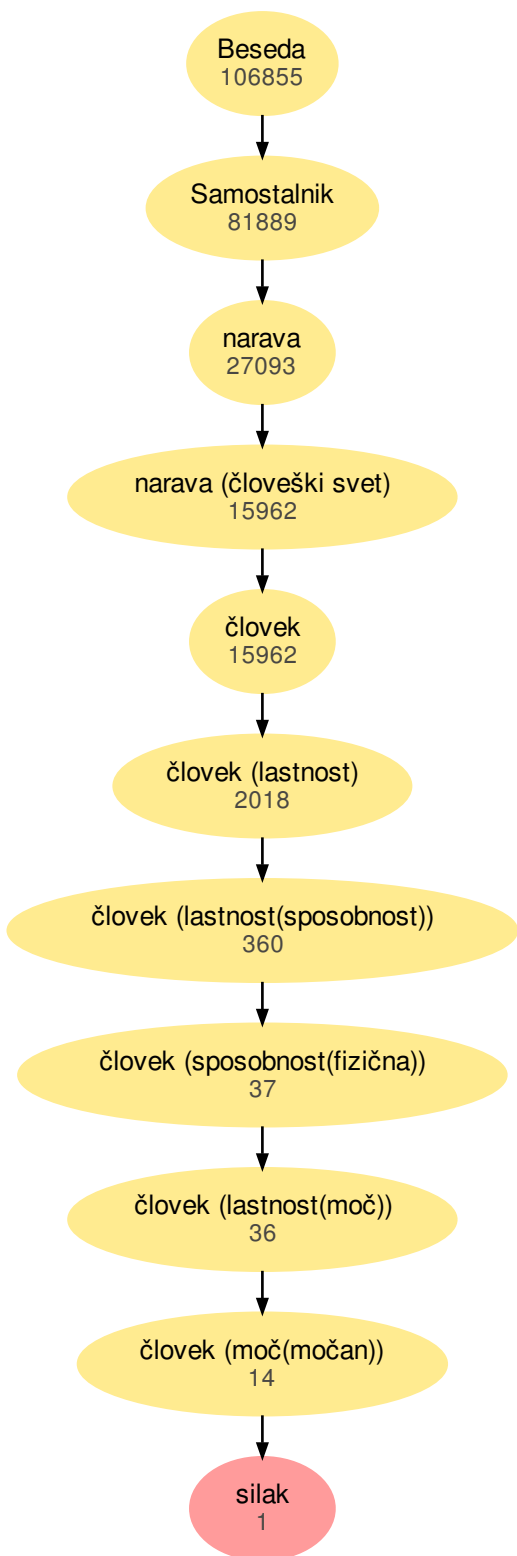 Beseda
106855
Samostalnik
81889
narava
27093
narava (človeški svet)
15962
človek
15962
človek (lastnost)
2018
človek (lastnost(sposobnost))
360
človek (sposobnost(fizična))
37
človek (lastnost(moč))
36
človek (moč(močan))
14
silak
1